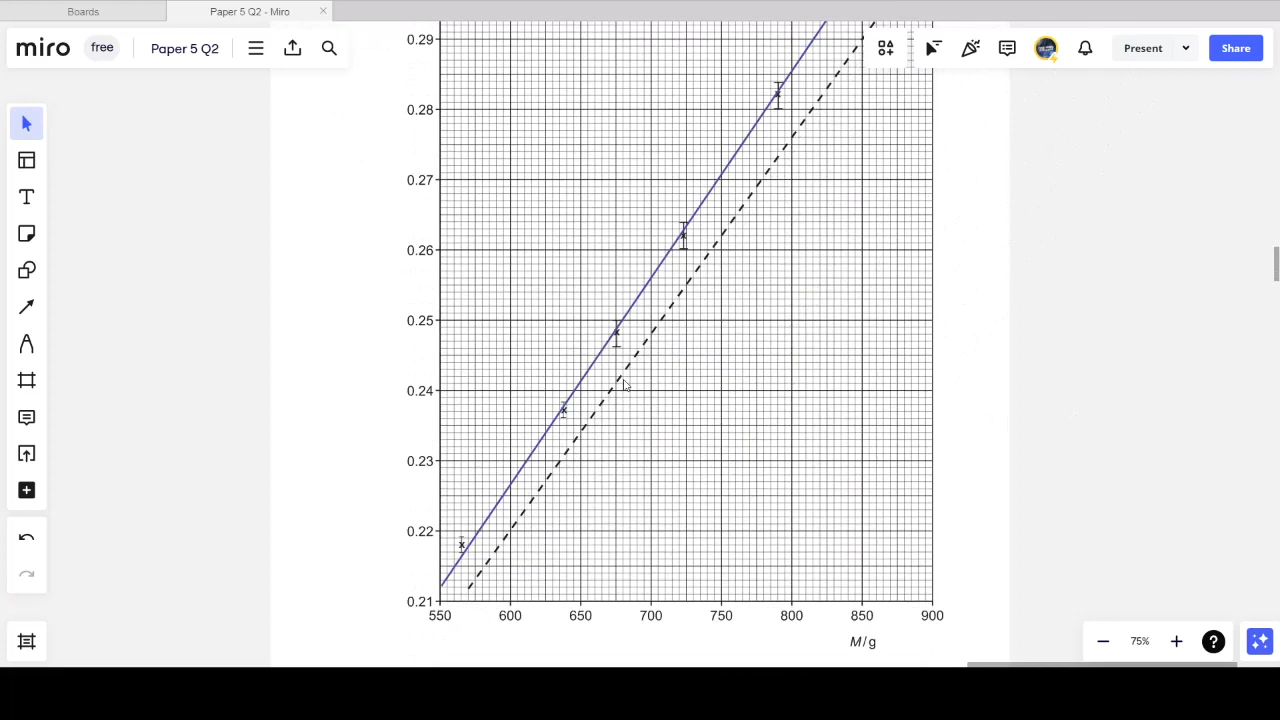 Boards
Paper 5 Q2 - Miro
miro
free
Paper 5 Q2
Present
Share
0.29
0.28
0.27
0.26
0.25
0.24
0.23
0.22
0.21
550 600 650 700 750 800 850 900
M/g
75%